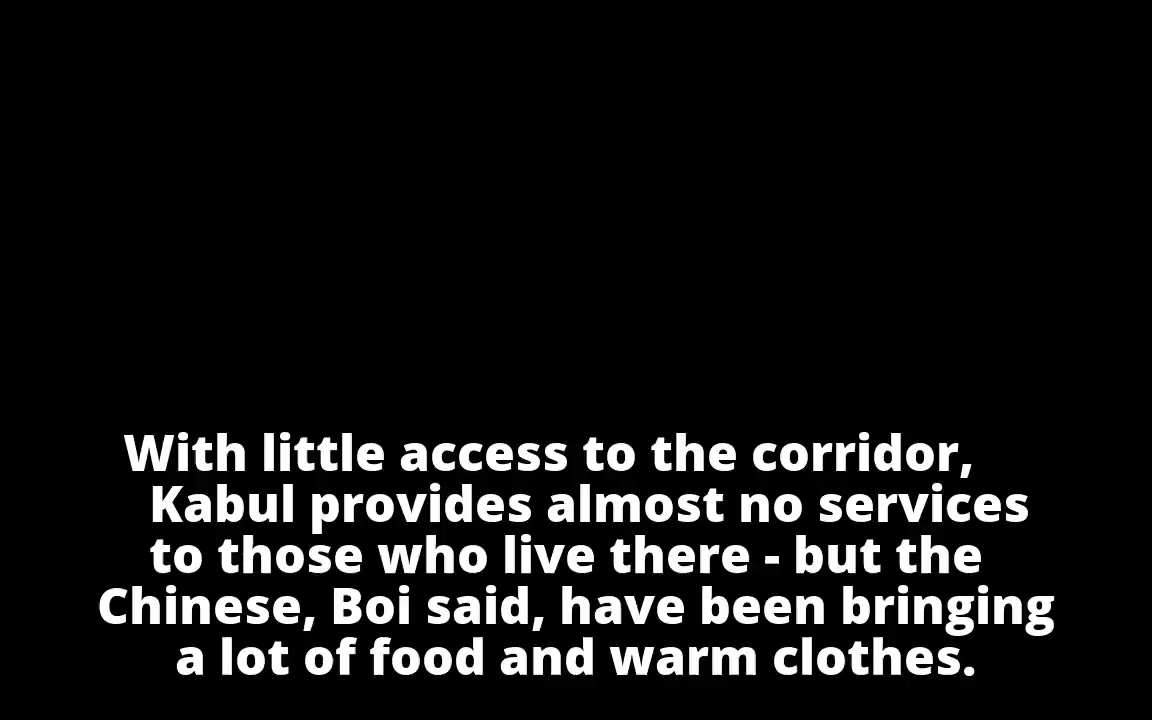 With little access to the corridor,
Kabul provides almost no services
to those who live there - but the
Chinese, Boi said, have been bringing
a lot of food and warm clothes.